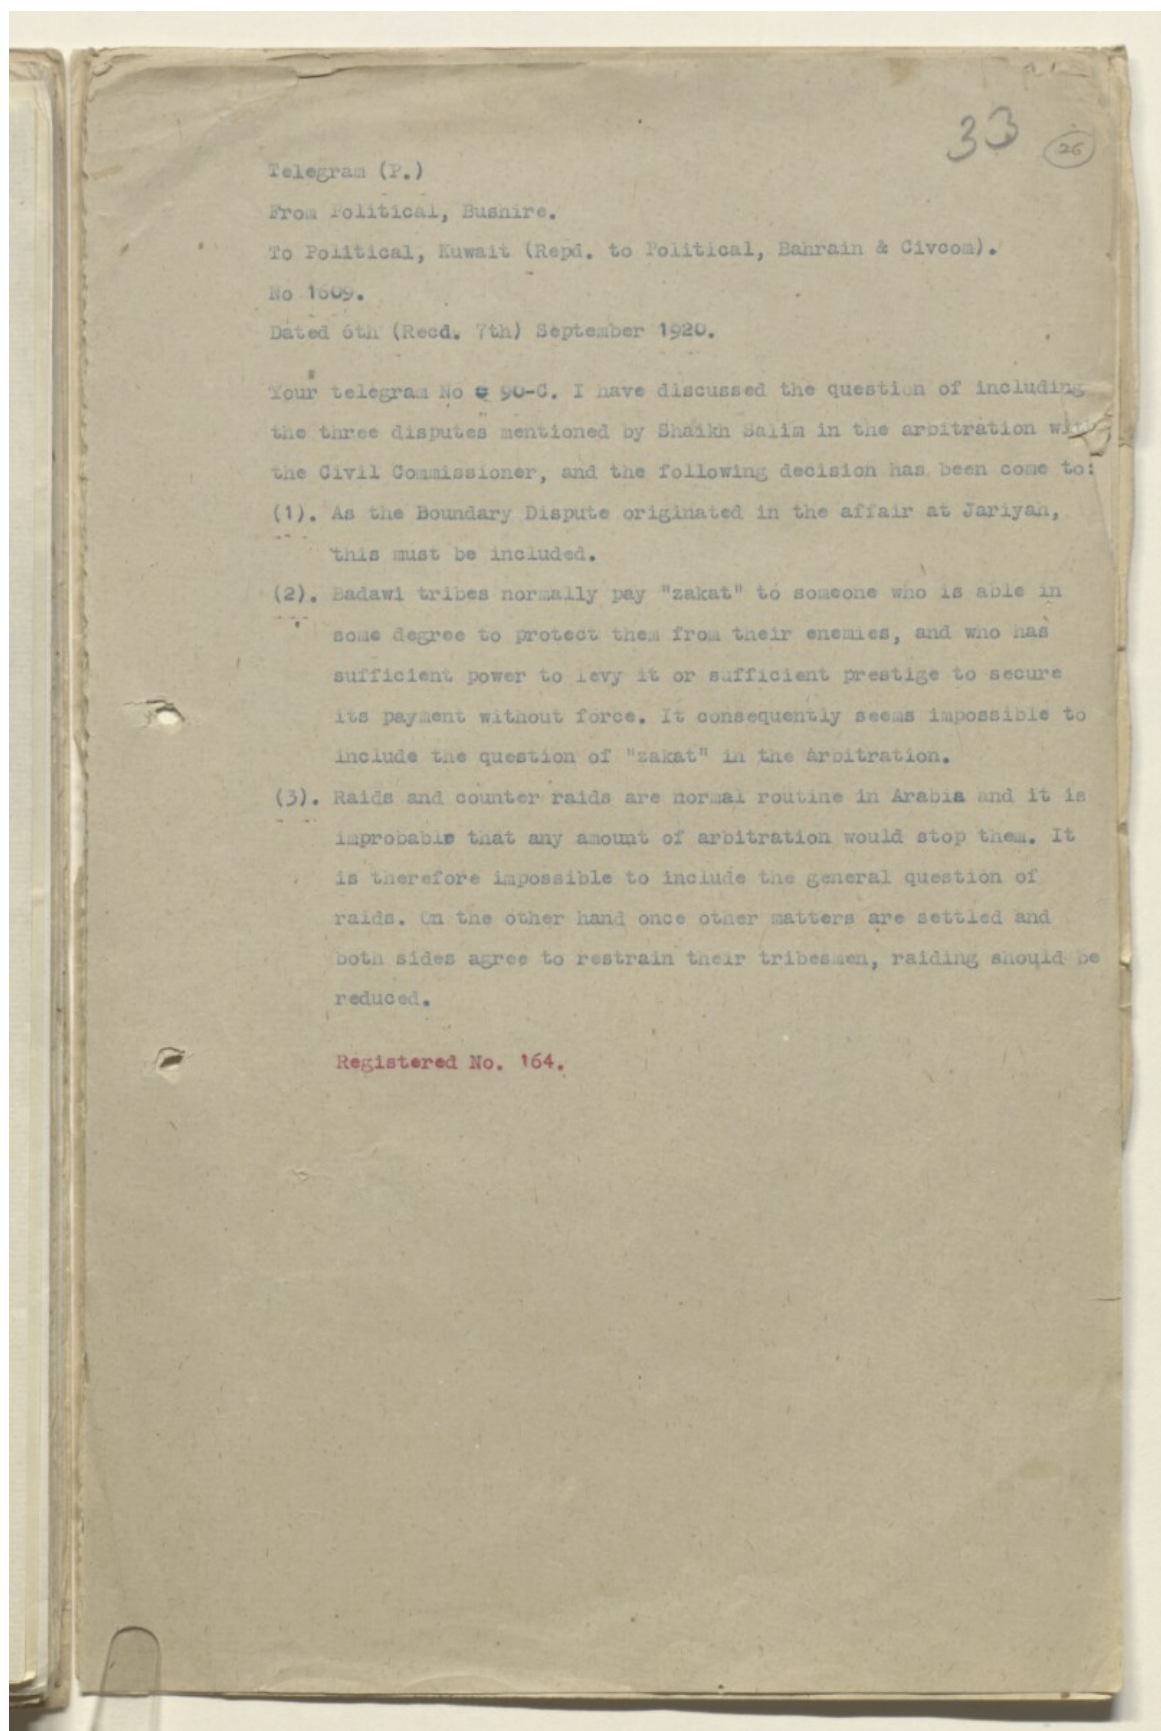 33
26
Telegram (P.)
From Political, Bushire.
To Political, Kuwait (Repd. to Political, Bahrain & Civcom).
No 1609.
Dated 6th (Recd. 7th) September 1920.
Your telegram No 90-C. I have discussed the question of including
the three disputes mentioned by Shaikh Salim in the arbitration with
the Civil Commissioner, and the following decision has been come to:
(1). As the Boundary Dispute originated in the affair at Jariyah,
this must be included.
(2). Badawi tribes normally pay "zakat" to someone who is able in
some degree to protect them from their enemies, and who has
sufficient power to levy it or sufficient prestige to secure
its payment without force. It consequently seems impossible to
include the question of "zakat" in the Arbitration.
(3). Raids and counter raids are normal routine in Arabia and it is
improbable that any amount of arbitration would stop them. It
is therefore impossible to include the general question of
raids. On the other hand once other matters are settled and
both sides agree to restrain their tribesmen, raiding should be
reduced.
Registered No. 164.